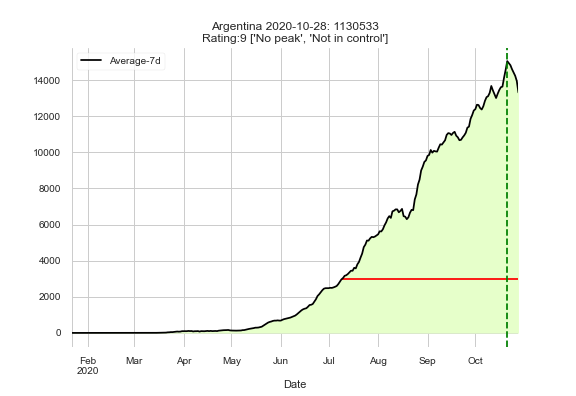 Argentina 2020-10-28: 1130533
Rating:9 ['No peak', 'Not in control']
Average-7d
14000
12000
10000
8000
6000
4000
2000
0
Feb Mar Apr May Jun Jul Aug Sep Oct
2020
Date